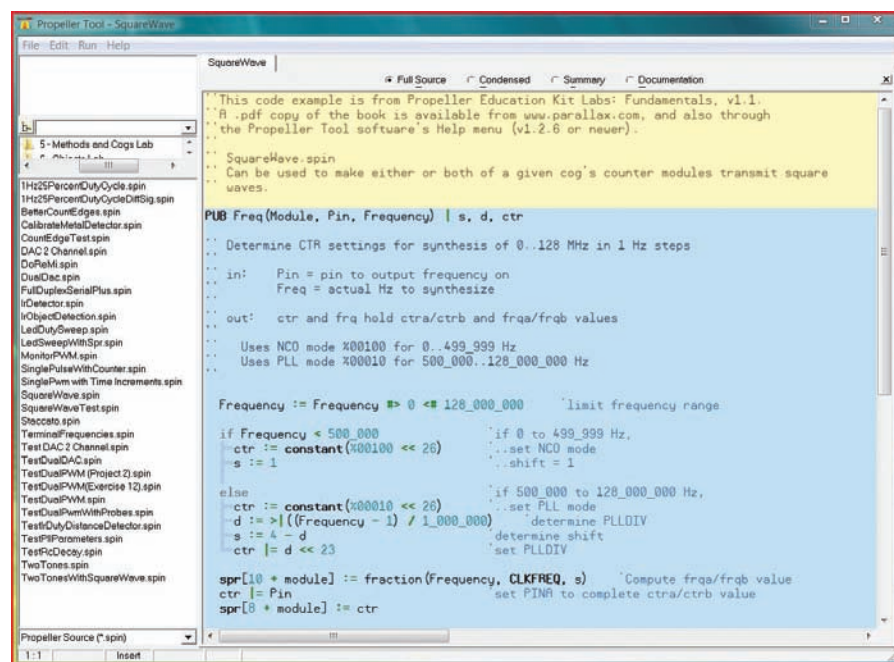 Propeller Tool - SquareWave
File Edit Run Help
SquareWave
Full Source Condensed Summary Documentation
''This code example is from Propeller Education Kit Labs: Fundamentals, v1.1.
''A .pdf copy of the book is available from www.parallax.com, and also through
''the Propeller Tool software's Help menu (v1.2.6 or newer).
''
'' SquareWave.spin
'' Can be used to make either or both of a given cog's counter modules transmit square
'' waves.
PUB Freq(Module, Pin, Frequency) | s, d, ctr
'' Determine CTR settings for synthesis of 0..128 MHz in 1 Hz steps
''
'' in: Pin = pin to output frequency on
'' Freq = actual Hz to synthesize
''
'' out: ctr and frq hold ctra/ctrb and frqa/frqb values
''
'' Uses NCO mode %00100 for 0..499_999 Hz
'' Uses PLL mode %00010 for 500_000..128_000_000 Hz
''
Frequency := Frequency #> 0 <# 128_000_000 'limit frequency range
if Frequency < 500_000 'if 0 to 499_999 Hz,
ctr := constant(%00100 << 26) '..set NCO mode
s := 1 '..shift = 1
else 'if 500_000 to 128_000_000 Hz,
ctr := constant(%00010 << 26) '..set PLL mode
d := >|((Frequency - 1) / 1_000_000) 'determine PLLDIV
s := 4 - d 'determine shift
ctr |= d << 23 'set PLLDIV
spr[10 + module] := fraction(Frequency, CLKFREQ, s) 'Compute frqa/frqb value
ctr |= Pin 'set PINA to complete ctra/ctrb value
spr[8 + module] := ctr
5 - Methods and Cogs Lab
1Hz25PercentDutyCycle.spin
1Hz25PercentDutyCycleDiffSig.spin
BetterCountEdges.spin
CalibrateMetalDetector.spin
CountEdgeTest.spin
DAC 2 Channel.spin
DoReMi.spin
DualDac.spin
FullDuplexSerialPlus.spin
IrDetector.spin
IrObjectDetection.spin
LedDutySweep.spin
LedSweepWithSpr.spin
MonitorPWM.spin
SinglePulseWithCounter.spin
SinglePwm with Time Increments.spin
SquareWave.spin
SquareWaveTest.spin
Staccato.spin
TerminalFrequencies.spin
Test DAC 2 Channel.spin
TestDualDAC.spin
TestDualPWM (Project 2).spin
TestDualPWM(Exercise 12).spin
TestDualPWM.spin
TestDualPwmWithProbes.spin
TestIrDutyDistanceDetector.spin
TestPllParameters.spin
TestRcDecay.spin
TwoTones.spin
TwoTonesWithSquareWave.spin
Propeller Source (*.spin)
1:1 Insert